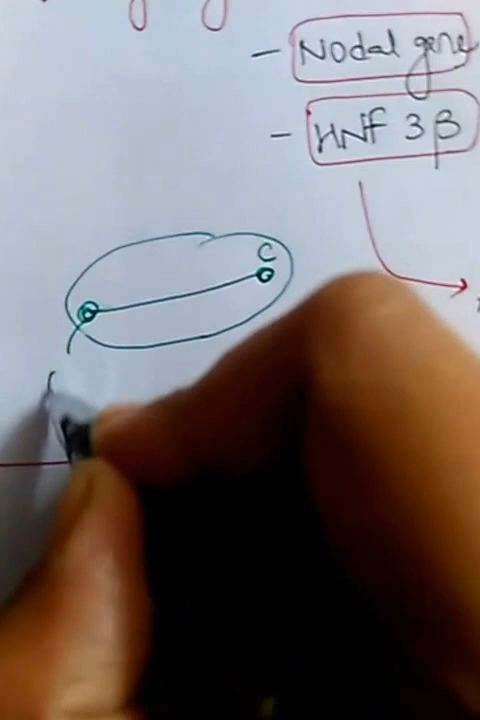 - Nodal gene
- HNF 3β
C